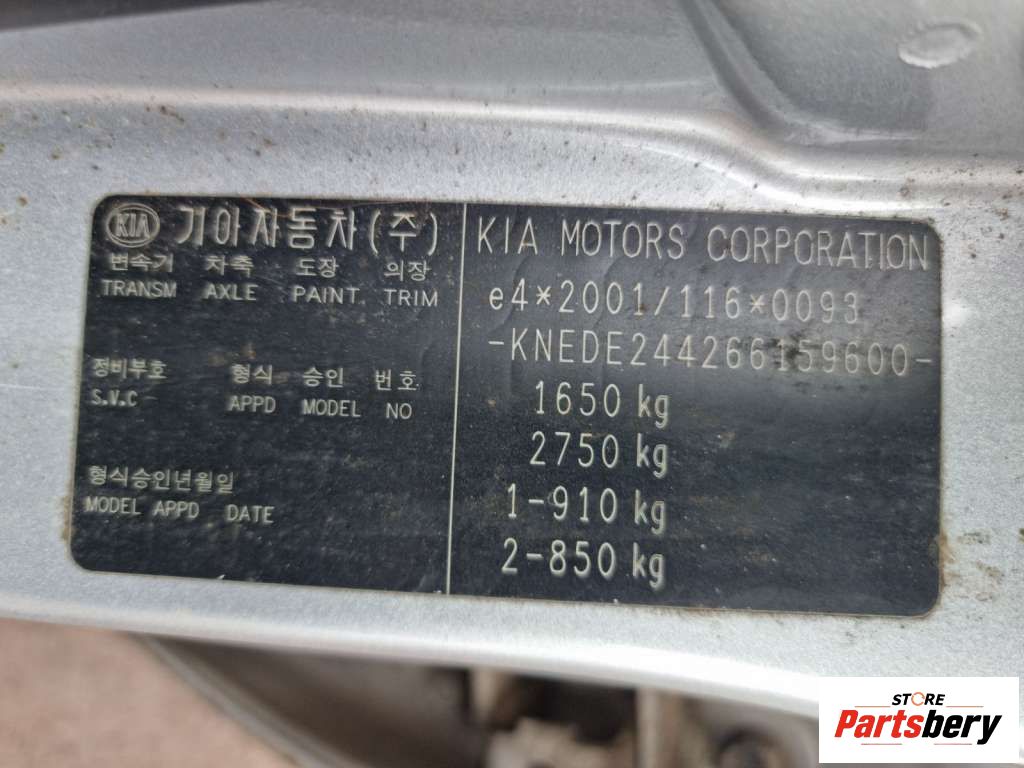 KIA 기아자동차(주)
변속기 차축 도장 의장
TRANSM AXLE PAINT TRIM
정비부호 형식 승인 번호
S.V.C APPD MODEL NO
형식승인년월일
MODEL APPD DATE
KIA MOTORS CORPORATION
e4*2001/116*0093
-KNEDE244266159600-
1650 kg
2750 kg
1-910 kg
2-850 kg
STORE
Partsbery